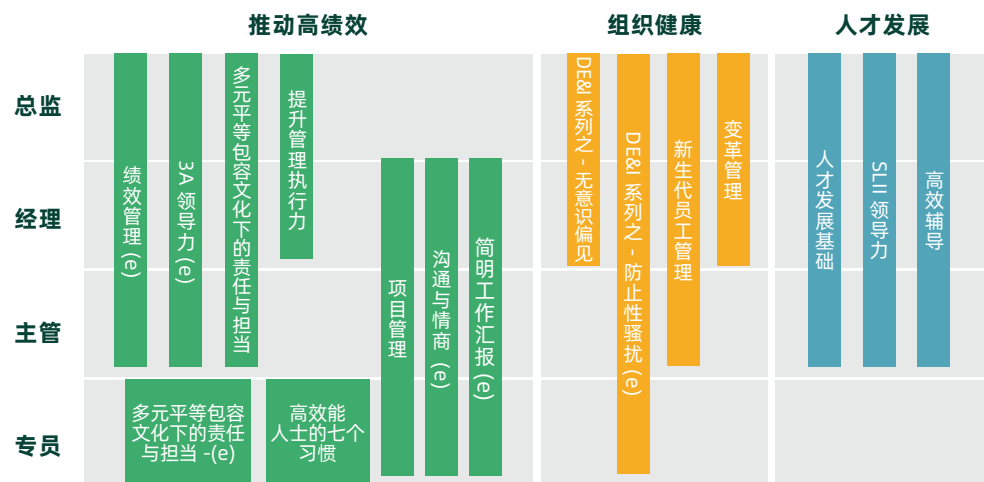 推动高绩效
组织健康
人才发展
总监
经理
主管
专员
绩效管理 (e)
3A 领导力 (e)
多元平等包容文化下的责任与担当
提升管理执行力
项目管理
沟通与情商 (e)
简明工作汇报 (e)
多元平等包容
文化下的责任
与担当 -(e)
高效能
人士的七个
习惯
DE&I 系列之 - 无意识偏见
DE&I 系列之 - 防止性骚扰 (e)
新生代员工管理
变革管理
人才发展基础
SLII 领导力
高效辅导